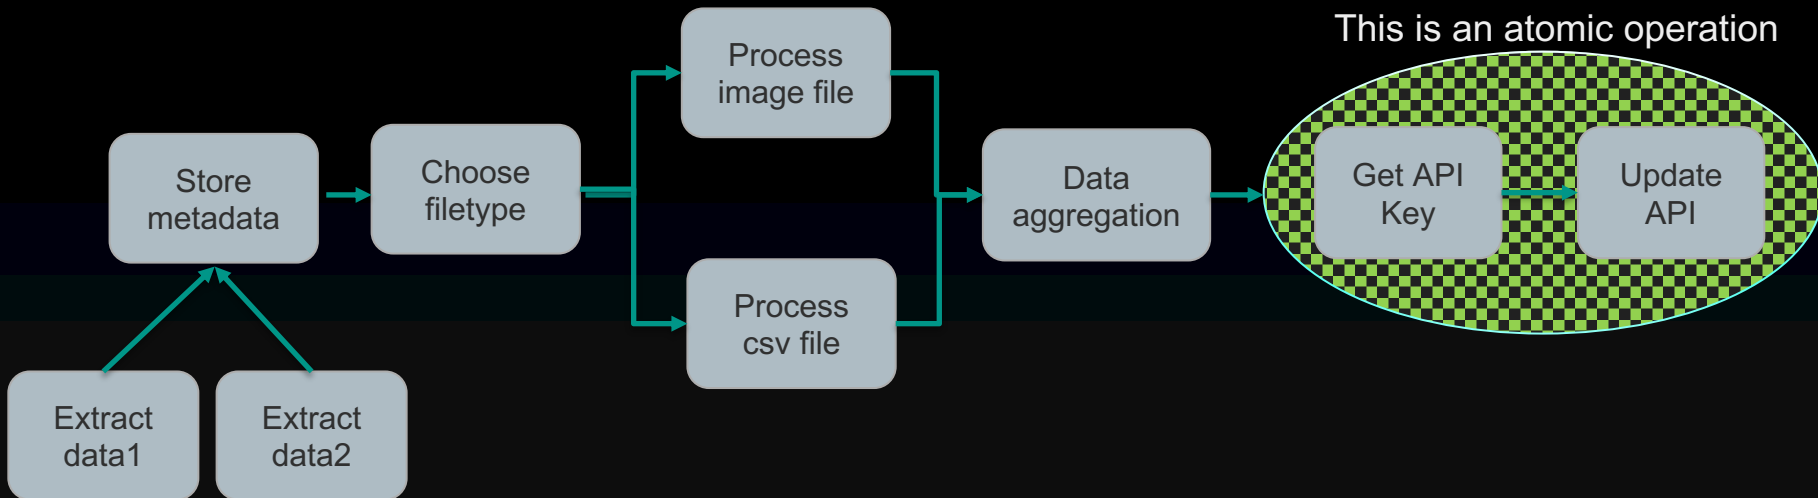 This is an atomic operation
Process
image file
Store
metadata
Choose
filetype
Data
aggregation
Get API
Key
Update
API
Process
csv file
Extract
data1
Extract
data2